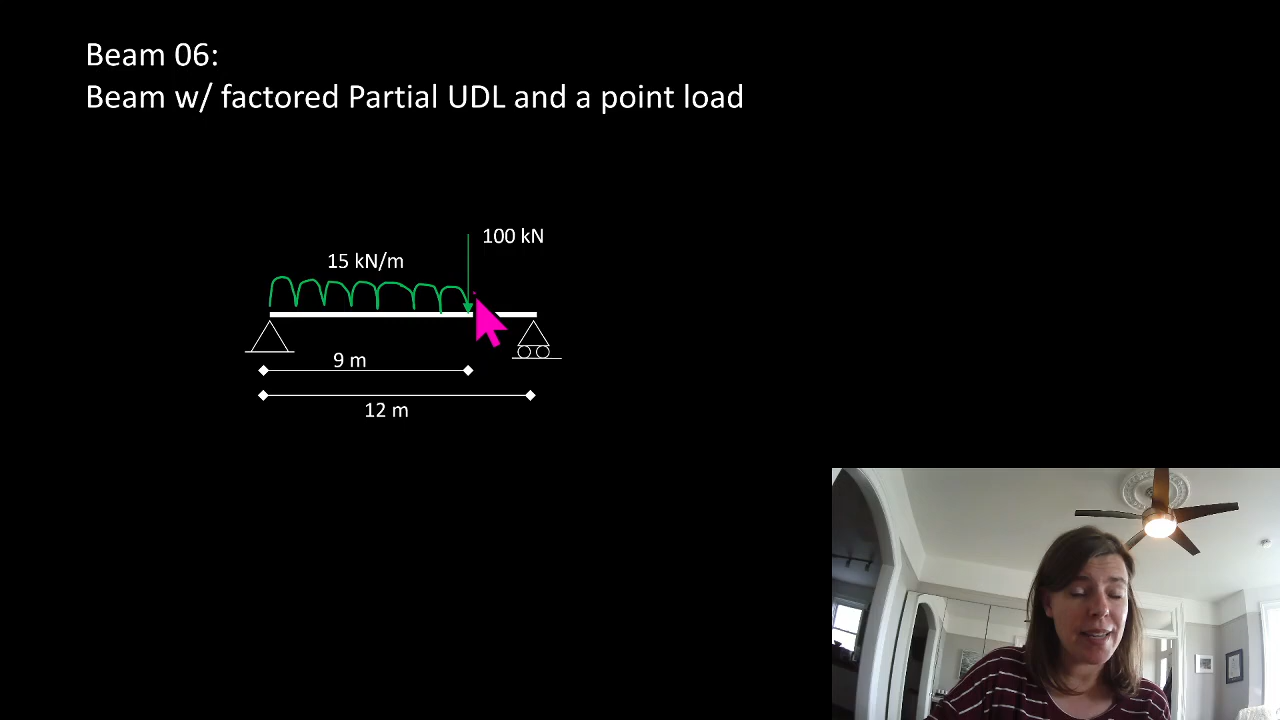 Beam 06:
Beam w/ factored Partial UDL and a point load
100 kN
15 kN/m
9 m
12 m